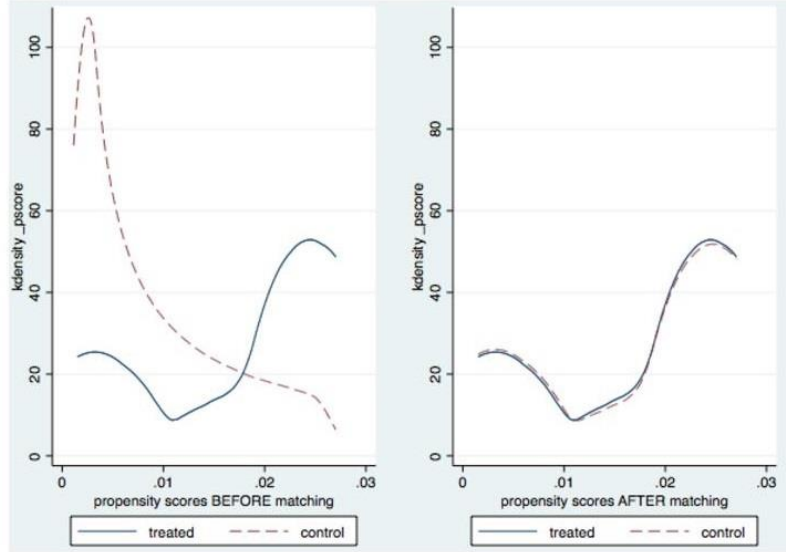 kdensity _pscore
100
80
60
40
20
0
0 .01 .02 .03
propensity scores BEFORE matching
treated control
kdensity _pscore
100
80
60
40
20
0
0 .01 .02 .03
propensity scores AFTER matching
treated control